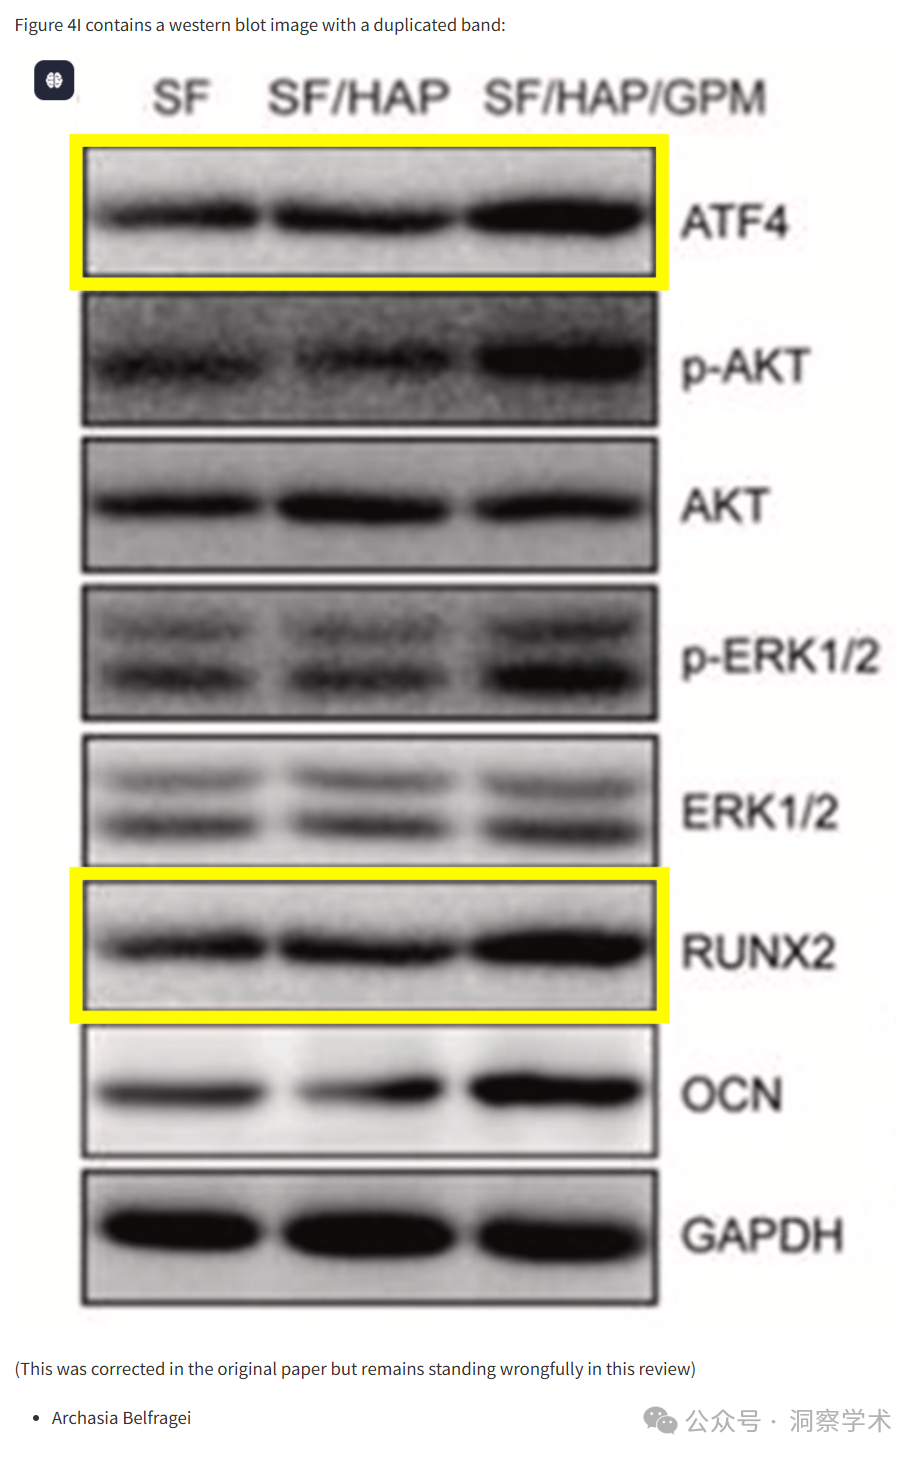 Figure 4I contains a western blot image with a duplicated band:
SF SF/HAP SF/HAP/GPM
ATF4
p-AKT
AKT
p-ERK1/2
ERK1/2
RUNX2
OCN
GAPDH
(This was corrected in the original paper but remains standing wrongfully in this review)
• Archasia Belfragei
公众号 · 洞察学术